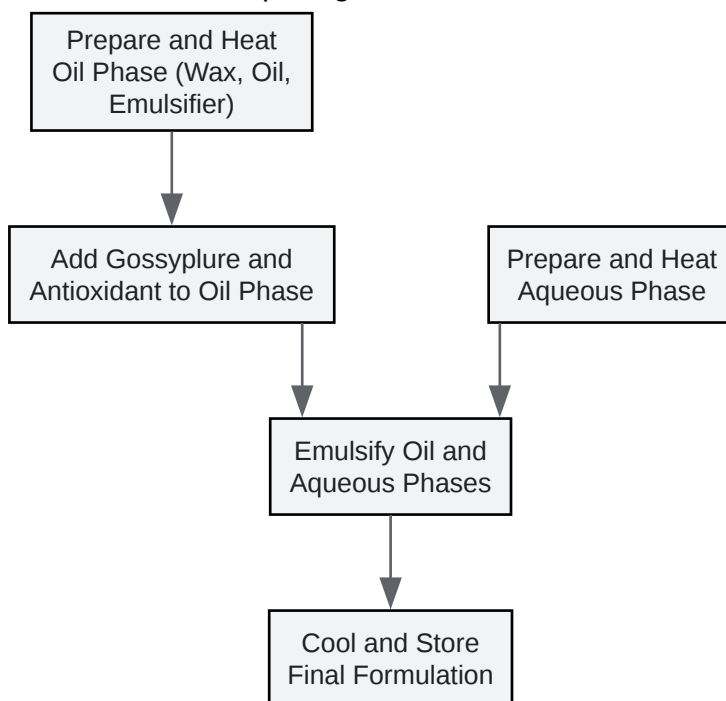 Prepare and Heat
Oil Phase (Wax, Oil,
Emulsifier)
Add Gossyplure and
Antioxidant to Oil Phase
Prepare and Heat
Aqueous Phase
Emulsify Oil and
Aqueous Phases
Cool and Store
Final Formulation